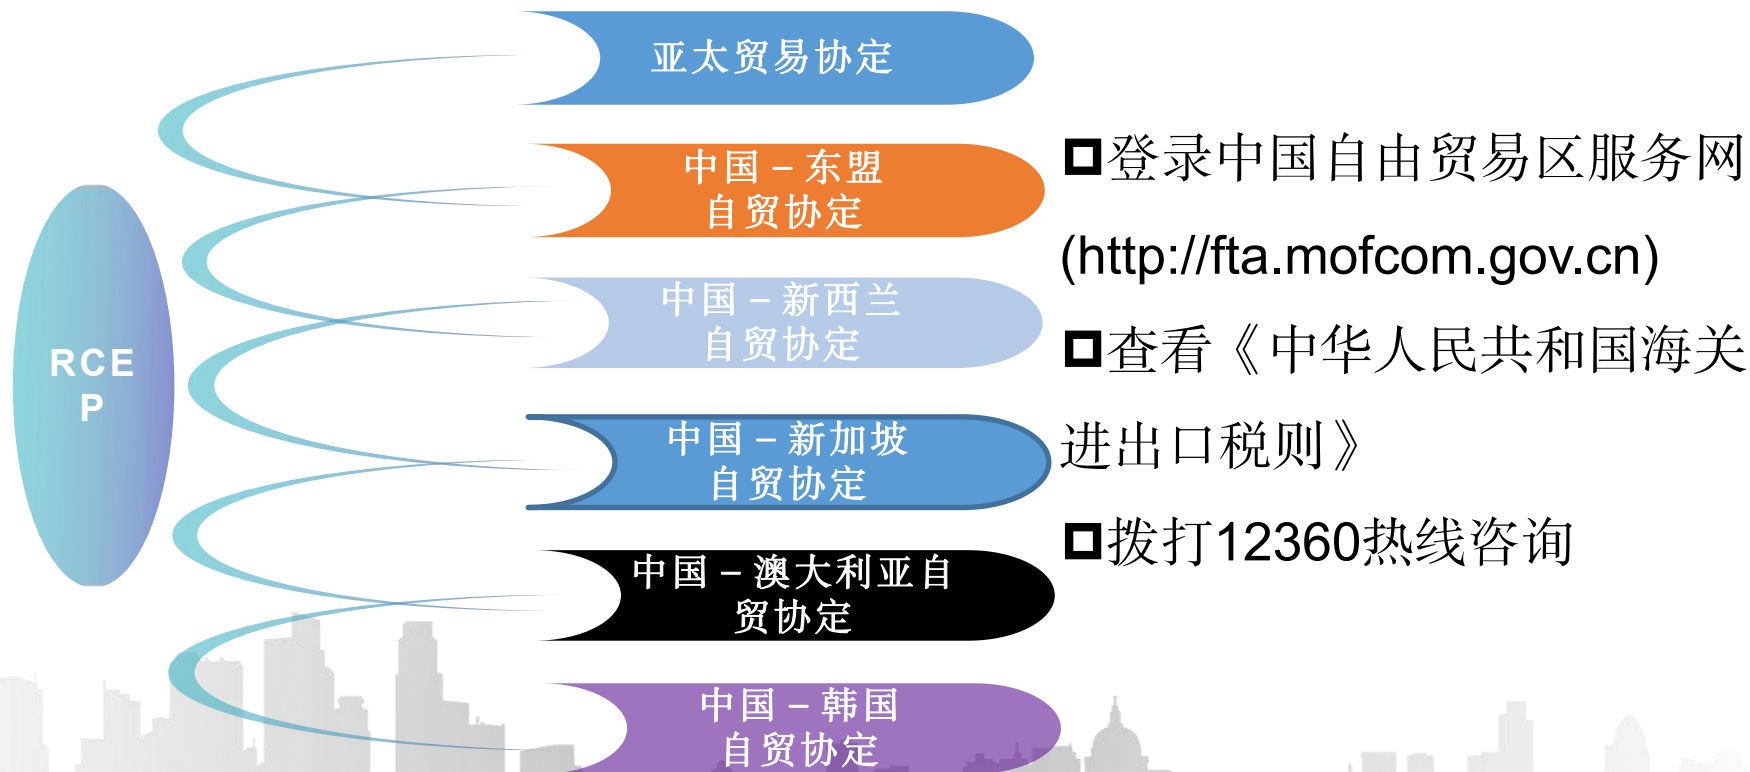 RCE
P
亚太贸易协定
中国－东盟
自贸协定
中国－新西兰
自贸协定
中国－新加坡
自贸协定
中国－澳大利亚自
贸协定
中国－韩国
自贸协定
登录中国自由贸易区服务网
(http://fta.mofcom.gov.cn)
查看《中华人民共和国海关
进出口税则》
拨打12360热线咨询